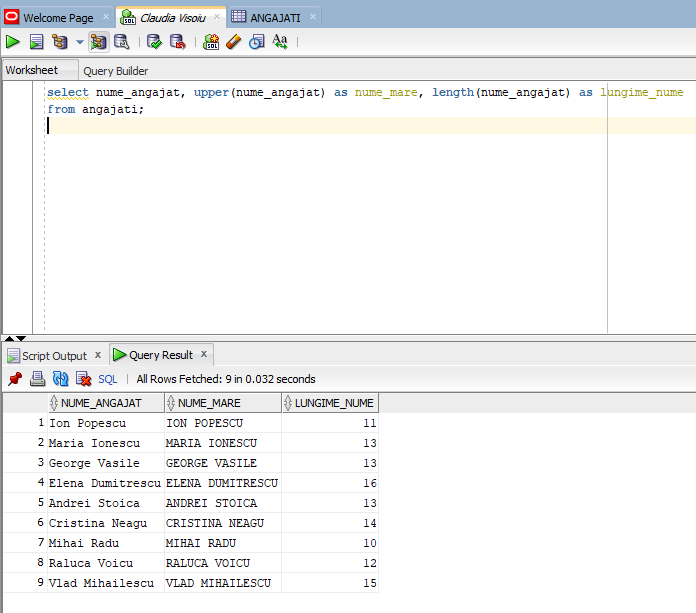 Welcome Page Claudia Visoiu ANGAJATI
Worksheet Query Builder
select nume_angajat, upper(nume_angajat) as nume_mare, length(nume_angajat) as lungime_nume
from angajati;
Script Output x Query Result x
SQL All Rows Fetched: 9 in 0.032 seconds
NUME_ANGAJAT NUME_MARE LUNGIME_NUME
1 Ion Popescu ION POPESCU 11
2 Maria Ionescu MARIA IONESCU 13
3 George Vasile GEORGE VASILE 13
4 Elena Dumitrescu ELENA DUMITRESCU 16
5 Andrei Stoica ANDREI STOICA 13
6 Cristina Neagu CRISTINA NEAGU 14
7 Mihai Radu MIHAI RADU 10
8 Raluca Voicu RALUCA VOICU 12
9 Vlad Mihailescu VLAD MIHAILESCU 15